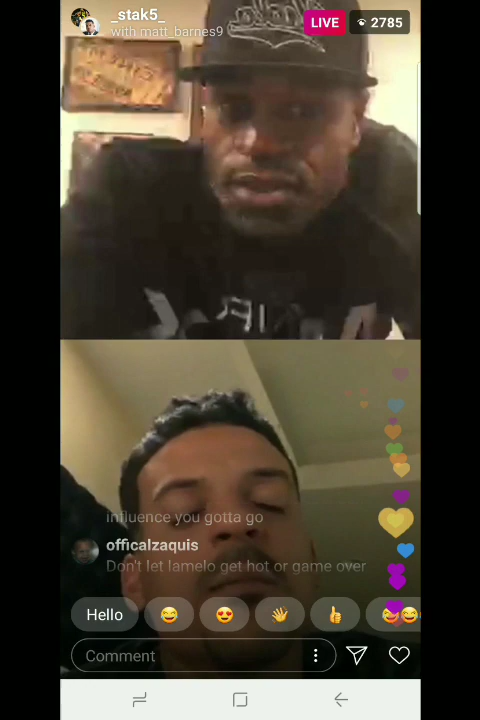 _stak5_
with matt_barnes9
LIVE
2785
influence you gotta go
officalzaquis
Don't let lamelo get hot or game over
Hello
Comment